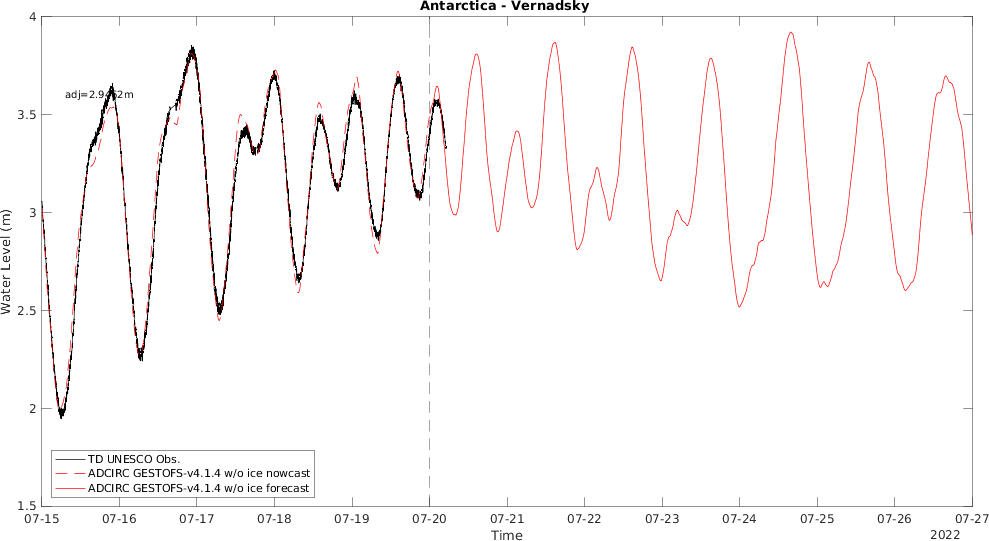 Antarctica - Vernadsky
4
3.5
3
2.5
2
1.5
Water Level (m)
TD UNESCO Obs.
ADCIRC GESTOFS-v4.1.4 w/o ice nowcast
ADCIRC GESTOFS-v4.1.4 w/o ice forecast
07-15 07-16 07-17 07-18 07-19 07-20 07-21 07-22 07-23 07-24 07-25 07-26 07-27
Time
2022